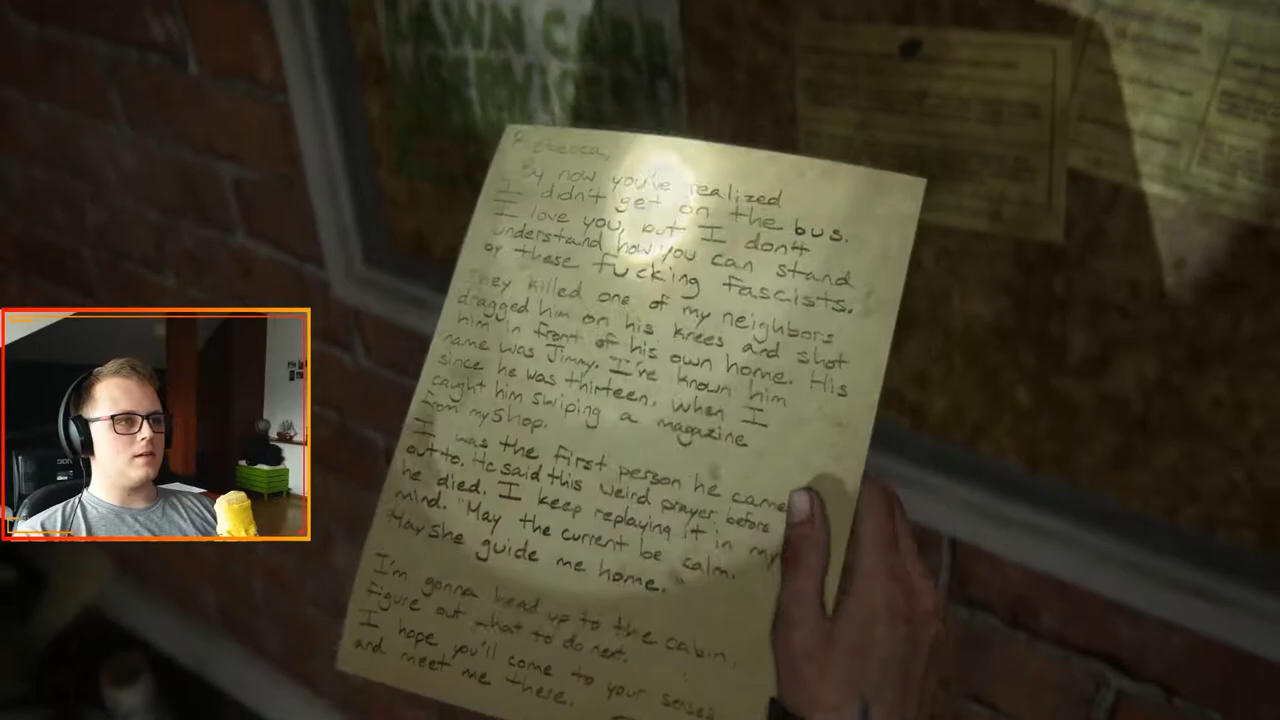 Rebecca,
By now you've realized
I didn't get on the bus.
I love you, but I don't
understand how you can stand
by these fucking fascists.
They killed one of my neighbors
dragged him on his knees and shot
him in front of his own home. His
name was Jimmy. I've known him
since he was thirteen. When I
caught him swiping a magazine
from my shop.
I was the first person he came
out to. He said this weird prayer before
he died. I keep replaying it in my
mind. "May the current be calm.
May she guide me home."
I'm gonna head up to the cabin,
figure out what to do next.
I hope you'll come to your senses
and meet me there.